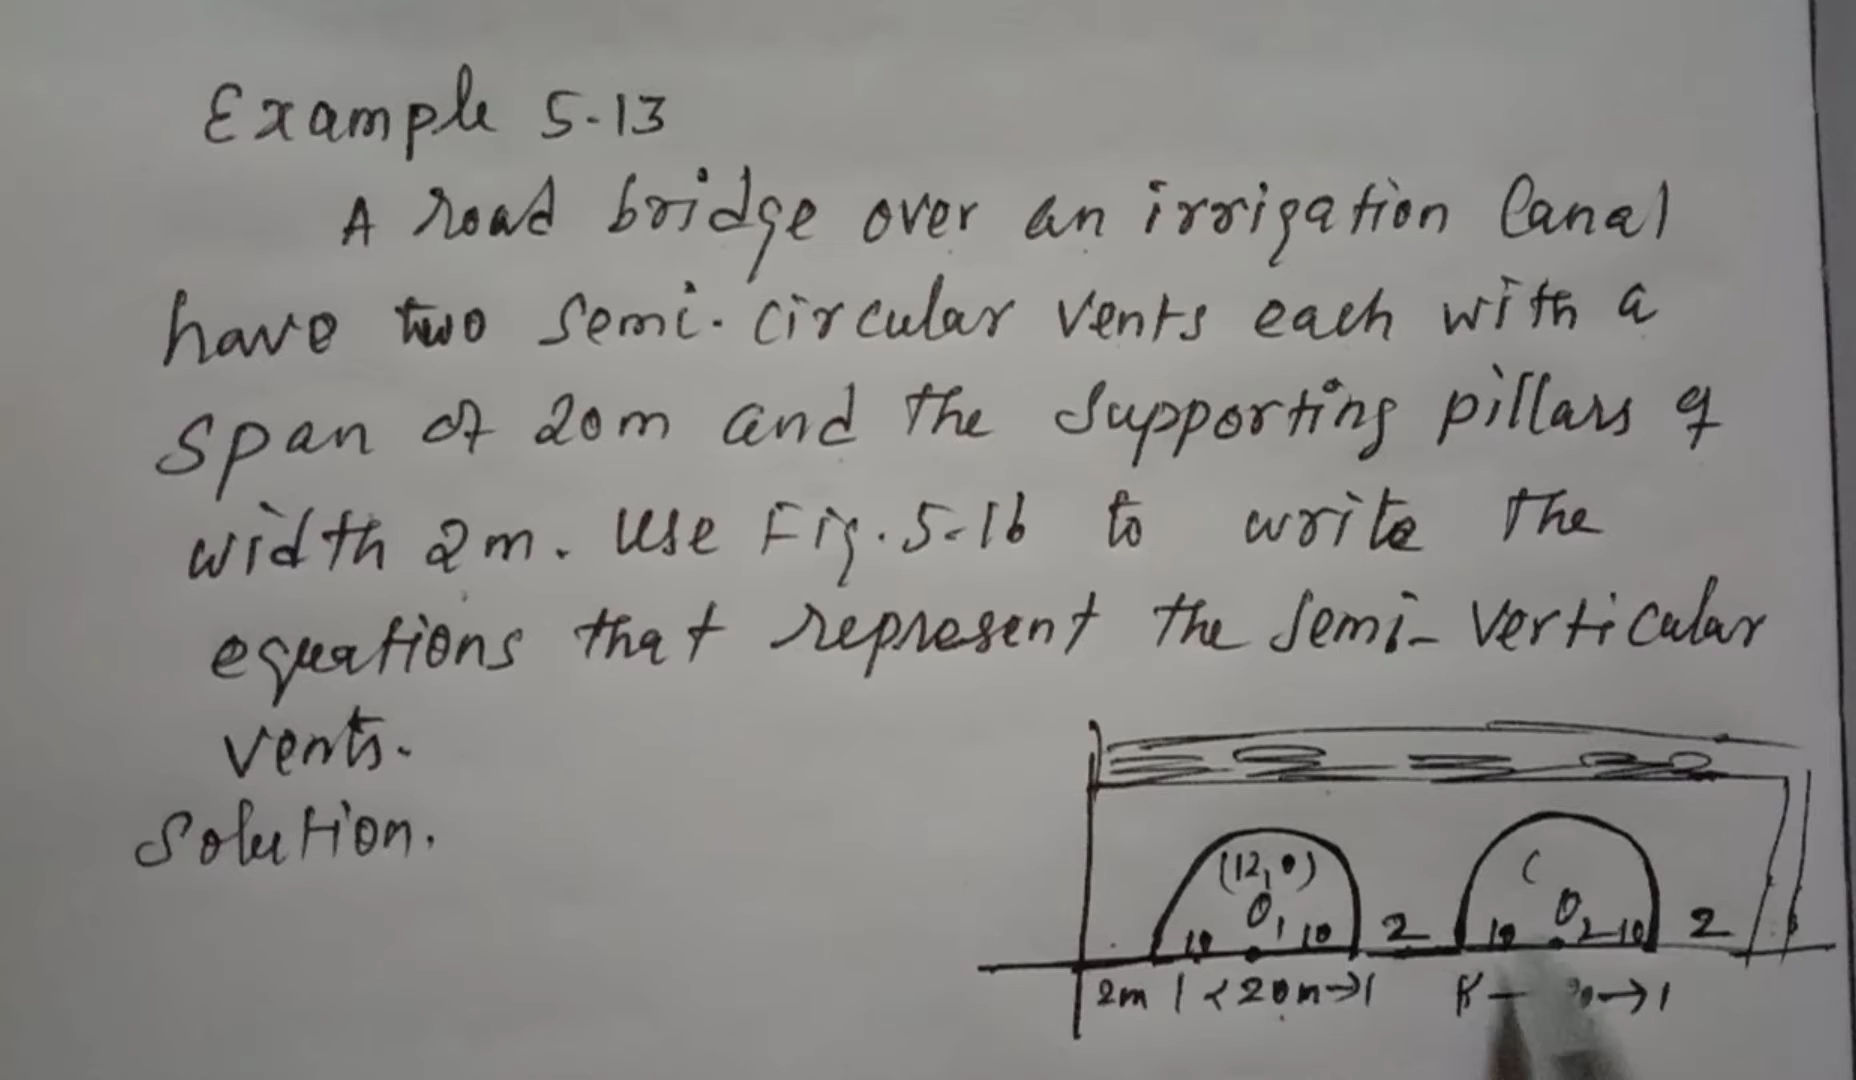 Example 5.13
A road bridge over an irrigation Canal
have two semi-circular vents each with a
span of 20m and the supporting pillars of
width 2m. Use Fig. 5.16 to write the
equations that represent the semi-verticular
vents.
Solution.
(12,0) (
O1 O2
10 10 2 10 10 2
2m 20m